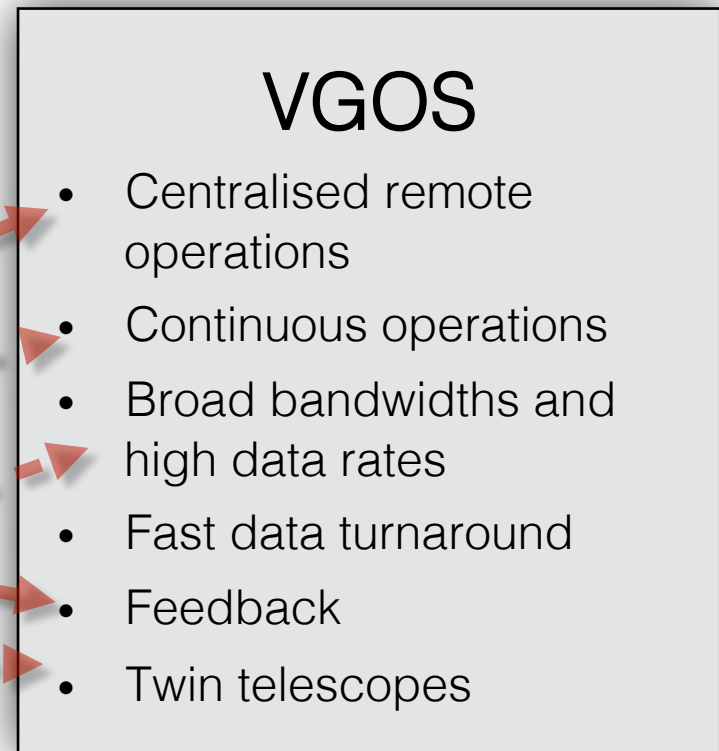 VGOS
• Centralised remote
operations
• Continuous operations
• Broad bandwidths and
high data rates
• Fast data turnaround
• Feedback
• Twin telescopes